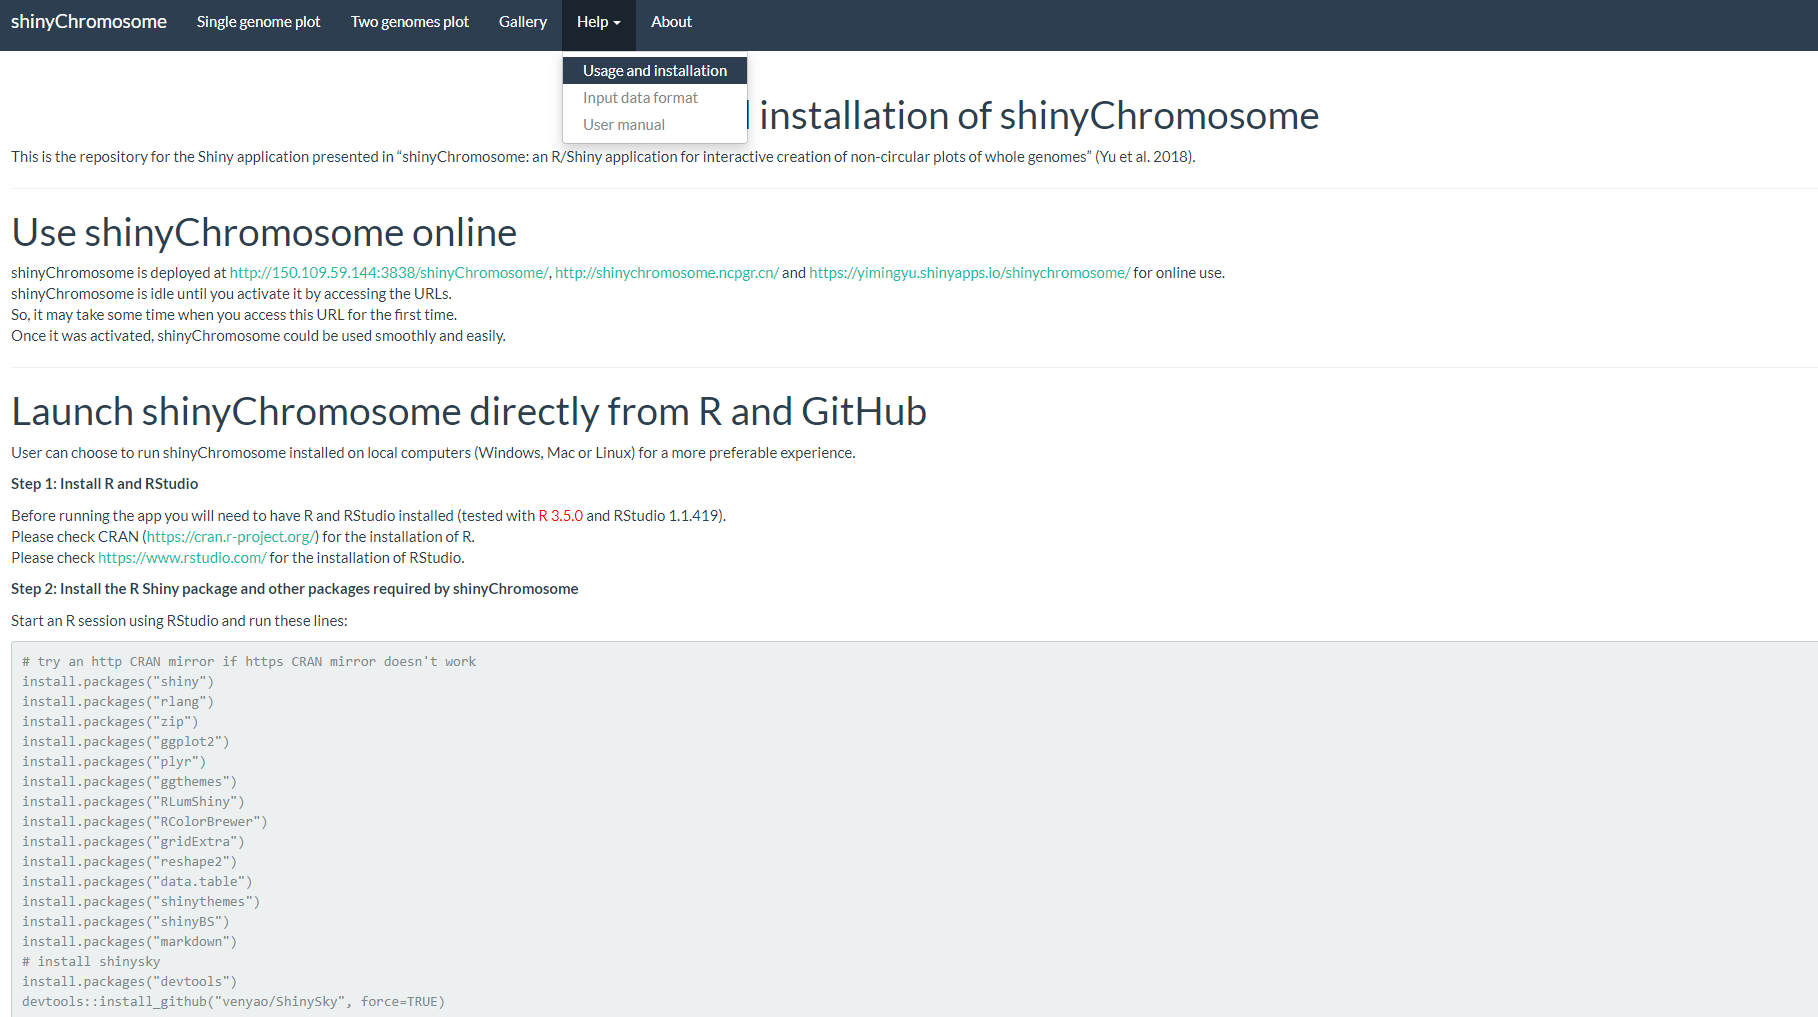 shinyChromosome Single genome plot Two genomes plot Gallery Help About
Usage and installation
Input data format
User manual
installation of shinyChromosome
This is the repository for the Shiny application presented in “shinyChromosome: an R/Shiny application for interactive creation of non-circular plots of whole genomes” (Yu et al. 2018).
Use shinyChromosome online
shinyChromosome is deployed at http://150.109.59.144:3838/shinyChromosome/, http://shinychromosome.ncpgr.cn/ and https://yimingyu.shinyapps.io/shinychromosome/ for online use.
shinyChromosome is idle until you activate it by accessing the URLs.
So, it may take some time when you access this URL for the first time.
Once it was activated, shinyChromosome could be used smoothly and easily.
Launch shinyChromosome directly from R and GitHub
User can choose to run shinyChromosome installed on local computers (Windows, Mac or Linux) for a more preferable experience.
Step 1: Install R and RStudio
Before running the app you will need to have R and RStudio installed (tested with R 3.5.0 and RStudio 1.1.419).
Please check CRAN (https://cran.r-project.org/) for the installation of R.
Please check https://www.rstudio.com/ for the installation of RStudio.
Step 2: Install the R Shiny package and other packages required by shinyChromosome
Start an R session using RStudio and run these lines:
# try an http CRAN mirror if https CRAN mirror doesn't work
install.packages("shiny")
install.packages("rlang")
install.packages("zip")
install.packages("ggplot2")
install.packages("plyr")
install.packages("ggthemes")
install.packages("RLumShiny")
install.packages("RColorBrewer")
install.packages("gridExtra")
install.packages("reshape2")
install.packages("data.table")
install.packages("shinythemes")
install.packages("shinyBS")
install.packages("markdown")
# install shinysky
install.packages("devtools")
devtools::install_github("venyao/ShinySky", force=TRUE)